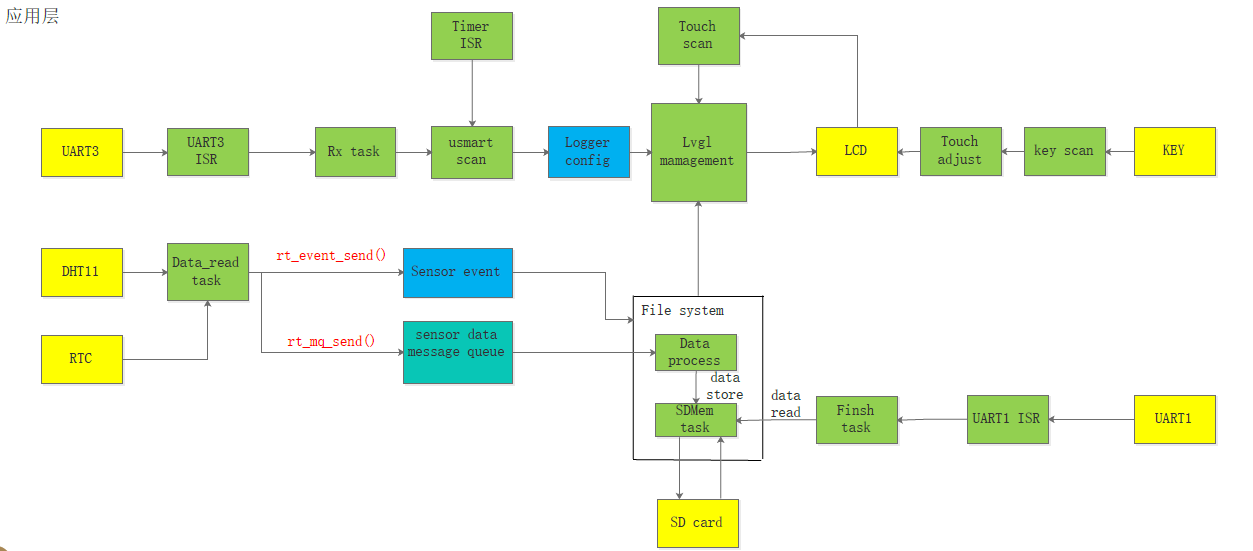 应用层
Timer
ISR
Touch
scan
UART3
UART3
ISR
Rx task
usmart
scan
Logger
config
Lvgl
mamagement
LCD
Touch
adjust
key scan
KEY
DHT11
Data_read
task
rt_event_send()
Sensor event
RTC
rt_mq_send()
sensor data
message queue
File system
Data
process
data
store
SDMem
task
data
read
Finsh
task
UART1 ISR
UART1
SD card